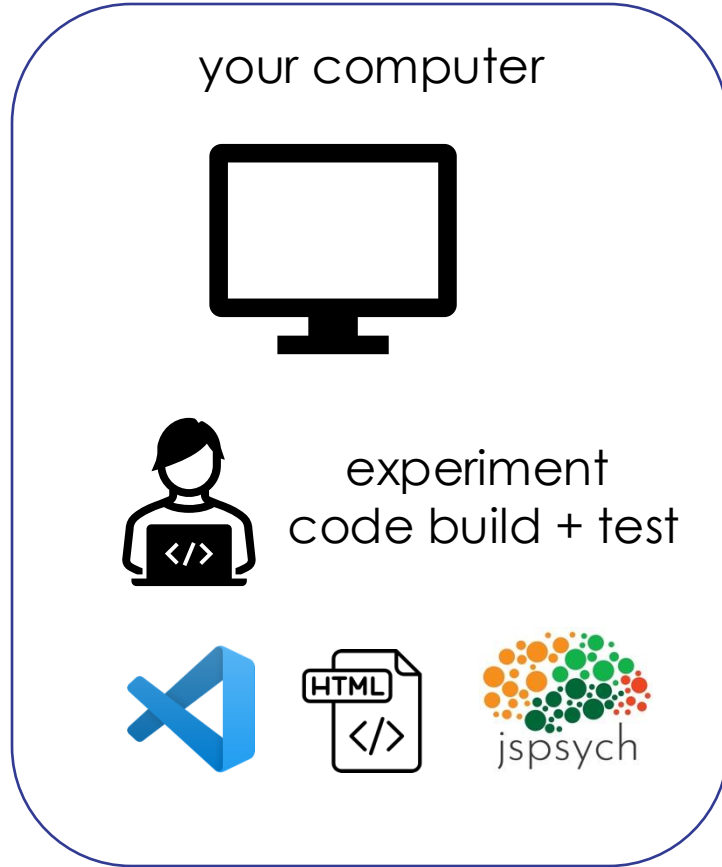 your computer
experiment
code build + test
</>
HTML
</>
jspsych